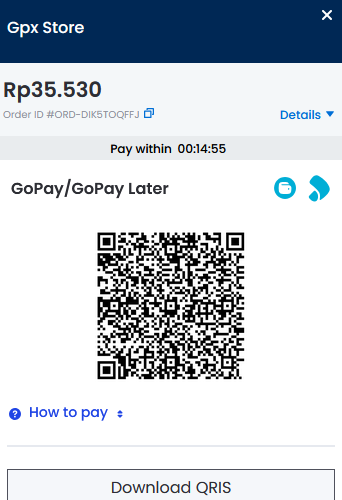 Gpx Store
Rp35.530
Order ID #ORD-DIK5TOQFFJ
Details
Pay within 00:14:55
GoPay/GoPay Later
How to pay
Download QRIS